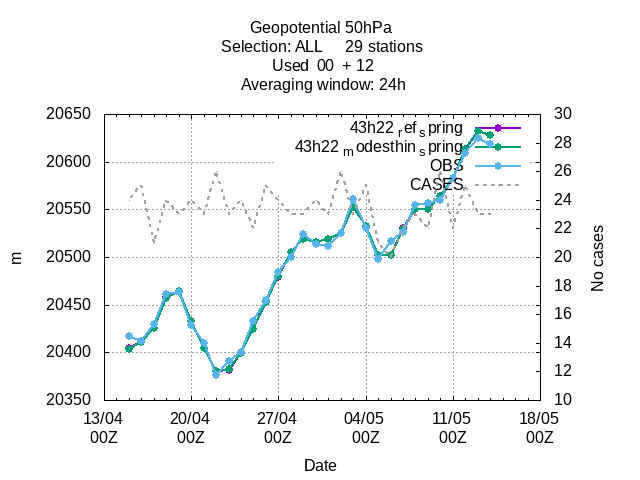 Geopotential 50hPa
Selection: ALL 29 stations
Used 00 + 12
Averaging window: 24h
20650
20600
20550
20500
20450
20400
20350
m
30
28
26
24
22
20
18
16
14
12
10
No cases
43h22 ref spring
43h22 modesthin spring
OBS
CASES
13/04 20/04 27/04 04/05 11/05 18/05
00Z 00Z 00Z 00Z 00Z 00Z
Date